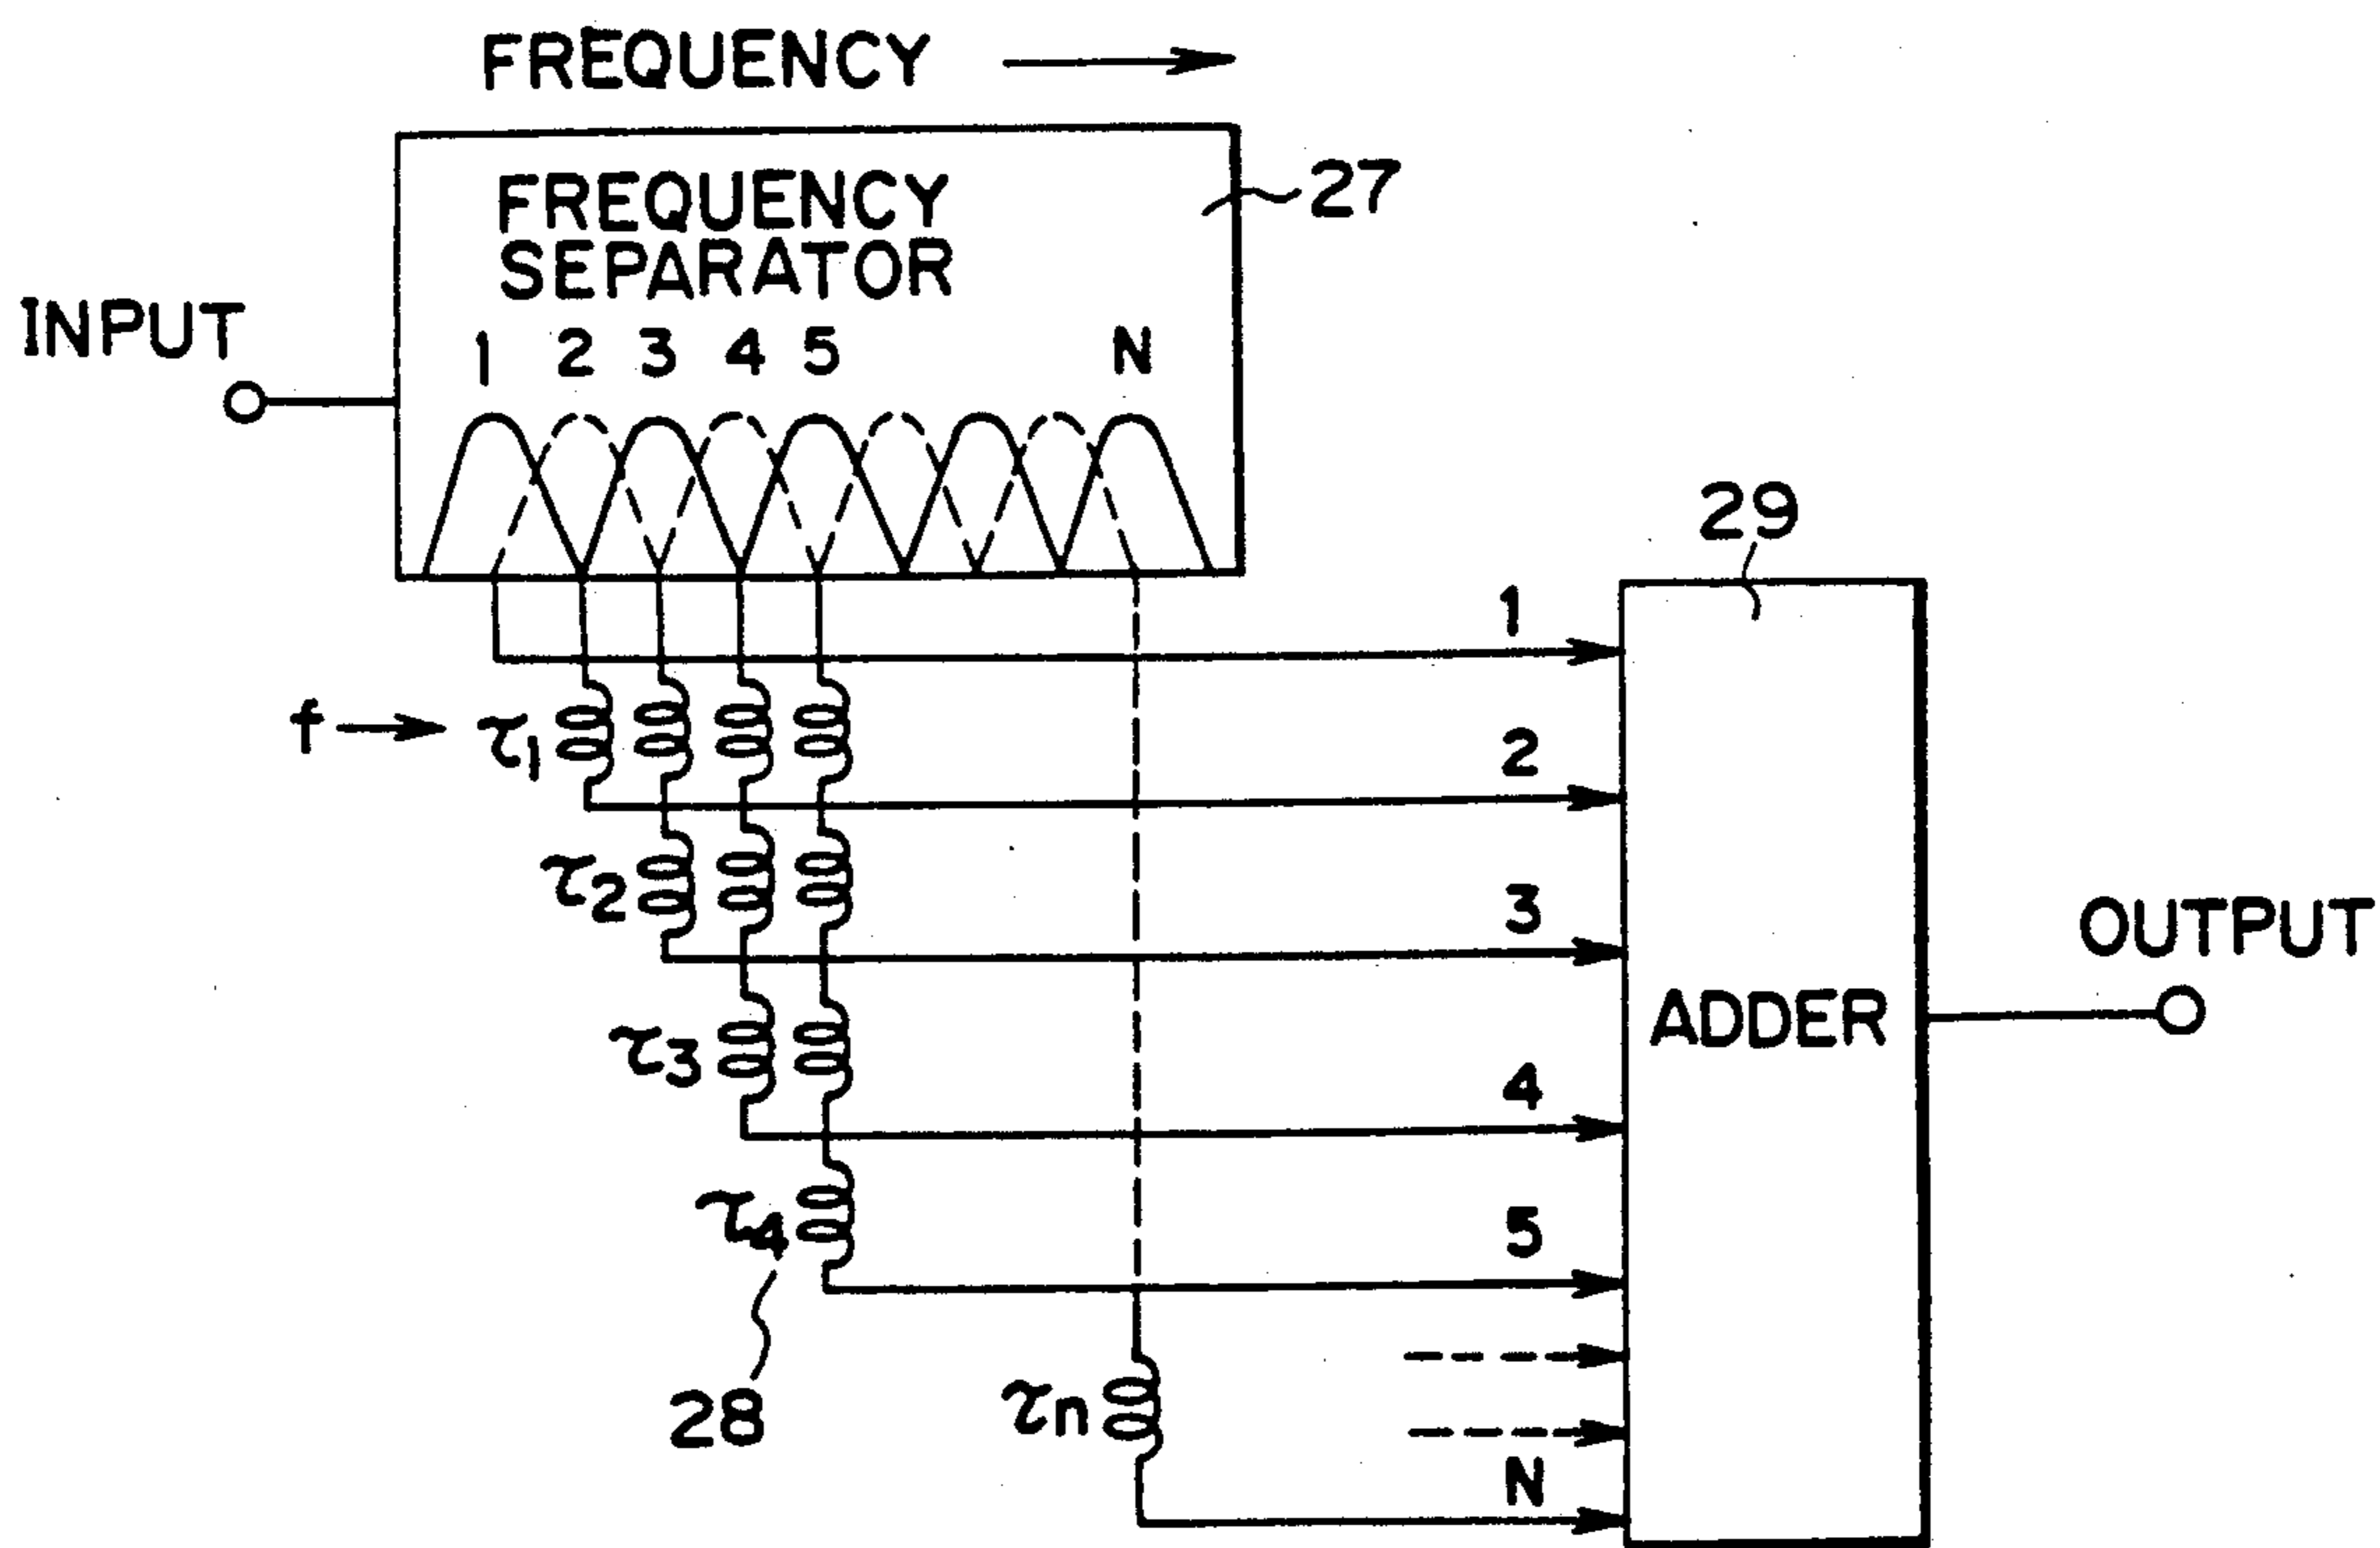 FREQUENCY
FREQUENCY
SEPARATOR
27
INPUT
1 2 3 4 5 N
29
1
f
τ1
2
τ2
3
OUTPUT
ADDER
τ3
4
τ4
5
28
τn
N